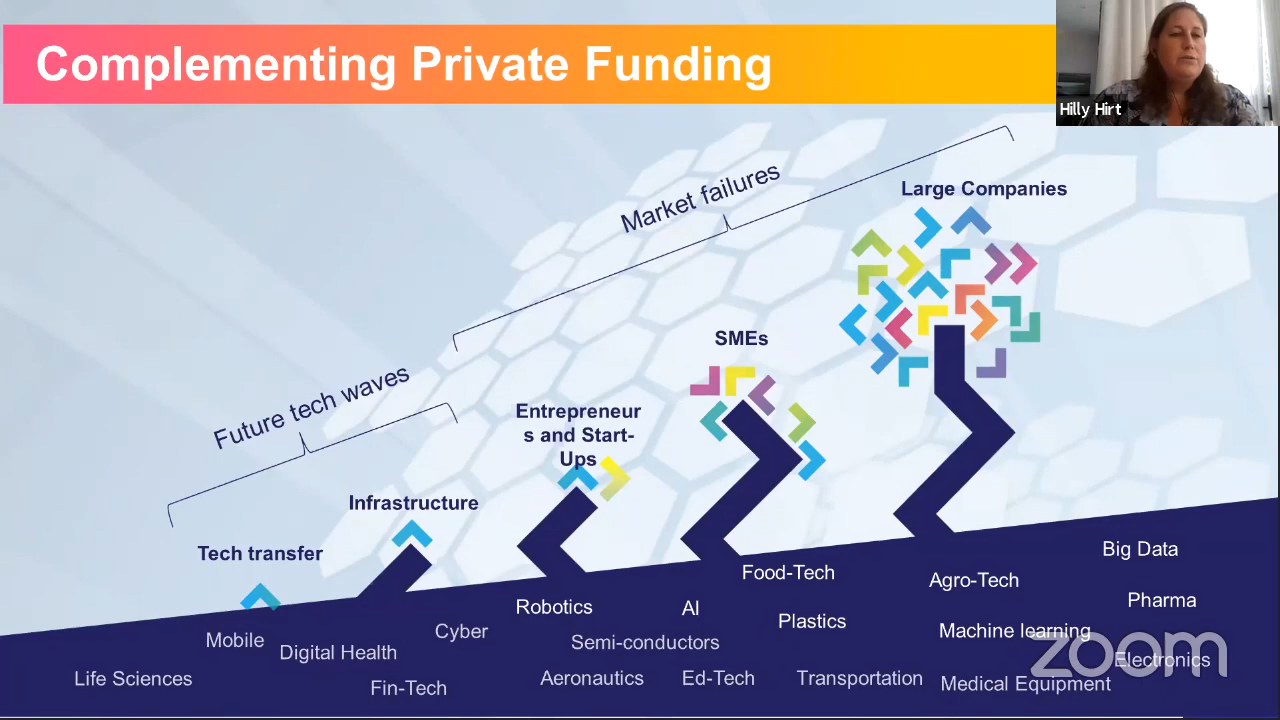 Complementing Private Funding
Hilly Hirt
Market failures
Large Companies
SMEs
Future tech waves
Entrepreneur
s and Start-
Ups
Infrastructure
Tech transfer
Big Data
Food-Tech
Agro-Tech
Pharma
Robotics
AI
Plastics
Machine learning
Cyber
Semi-conductors
Mobile
Digital Health
Electronics
zoom
Life Sciences
Fin-Tech
Aeronautics
Ed-Tech
Transportation
Medical Equipment